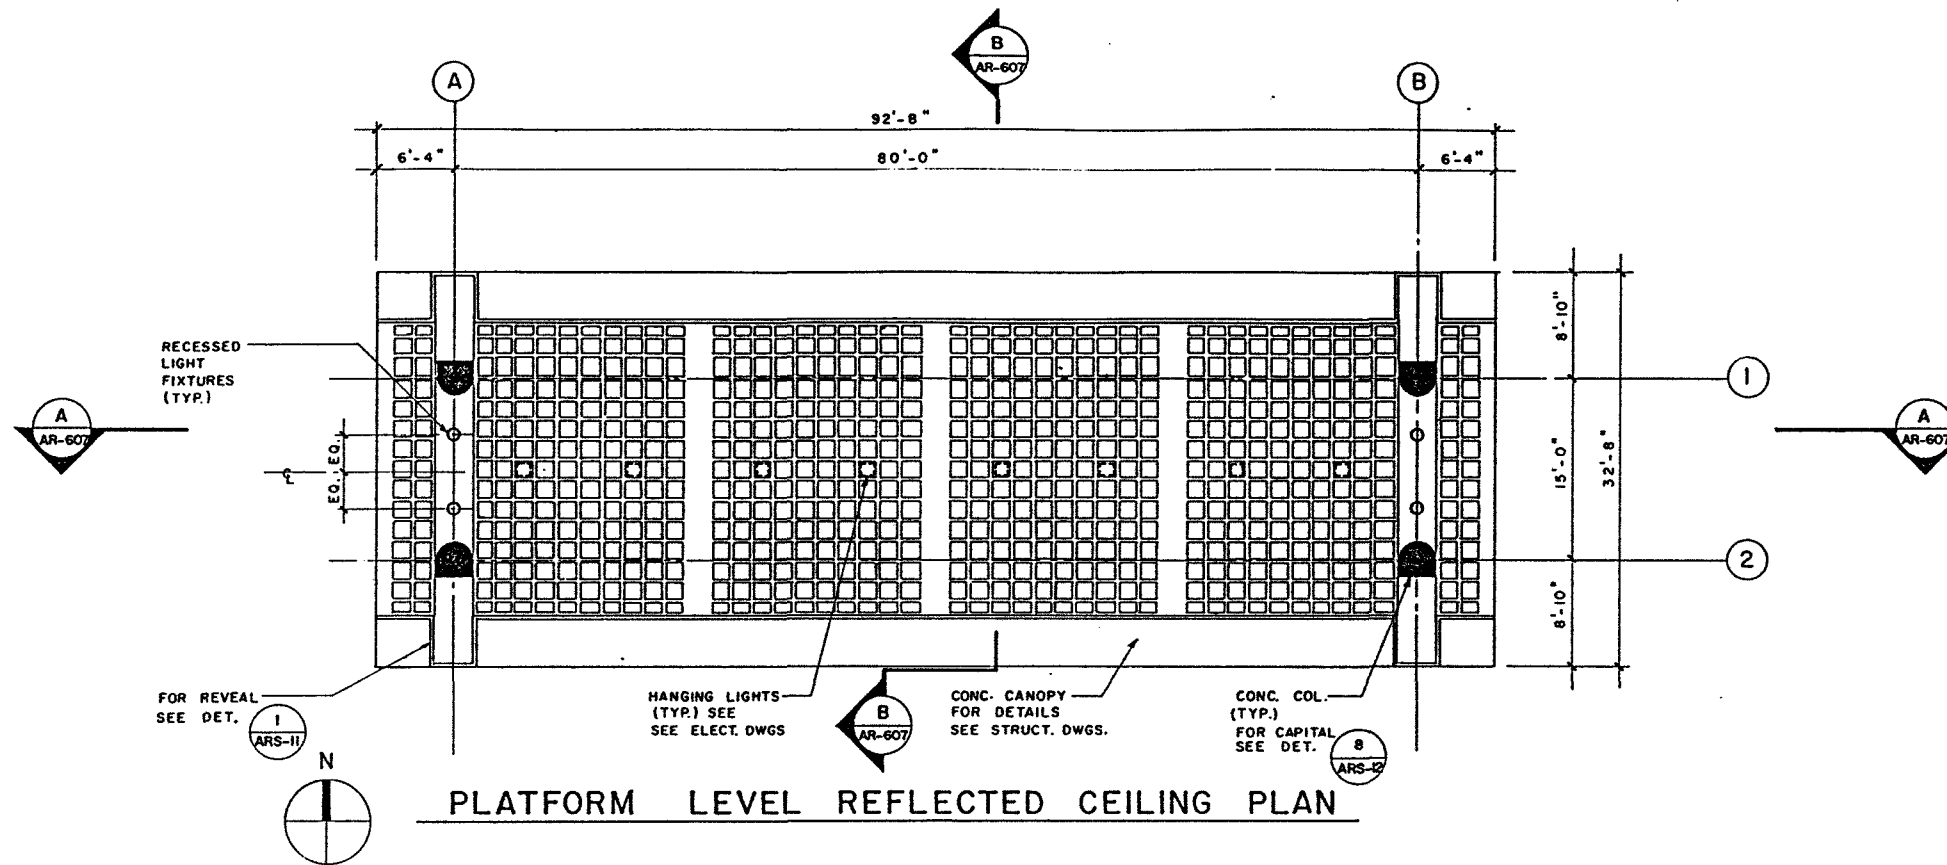 B
AR-607
A
B
92'-8"
6'-4"
80'-0"
6'-4"
8'-10"
15'-0"
32'-8"
8'-10"
RECESSED
LIGHT
FIXTURES
(TYP.)
1
A
AR-607
A
AR-607
EQ.
EQ.
℄
2
FOR REVEAL
SEE DET.
1
ARS-11
HANGING LIGHTS
(TYP.) SEE
SEE ELECT. DWGS
B
AR-607
CONC. CANOPY
FOR DETAILS
SEE STRUCT. DWGS.
CONC. COL.
(TYP.)
FOR CAPITAL
SEE DET.
8
ARS-12
N
PLATFORM LEVEL REFLECTED CEILING PLAN